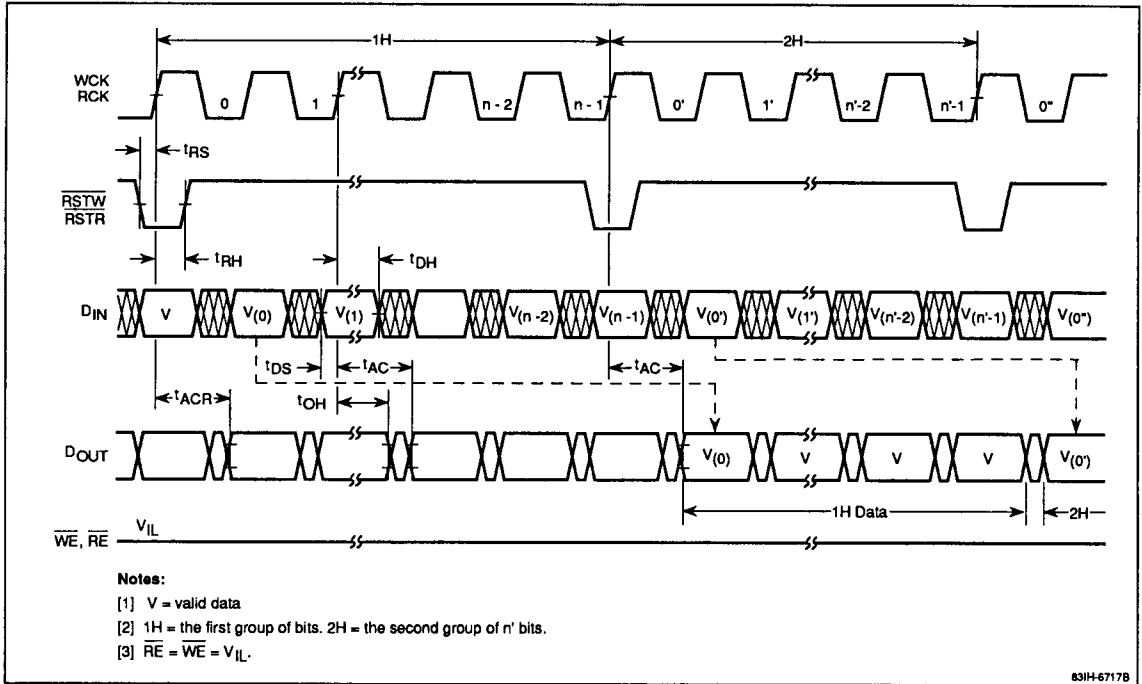 1H
2H
WCK
RCK
0
1
n - 2
n - 1
0'
1'
n'-2
n'-1
0"
tRS
RSTW
RSTR
tRH
tDH
DIN
V
V(0)
V(1)
V(n - 2)
V(n - 1)
V(0')
V(1')
V(n'-2)
V(n'-1)
V(0")
tDS
tAC
tAC
tACR
tOH
DOUT
V(0)
V
V
V
V(0')
1H Data
2H
VIL
WE, RE
Notes:
[1] V = valid data
[2] 1H = the first group of bits. 2H = the second group of n' bits.
[3] RE = WE = VIL.
83IH-6717B